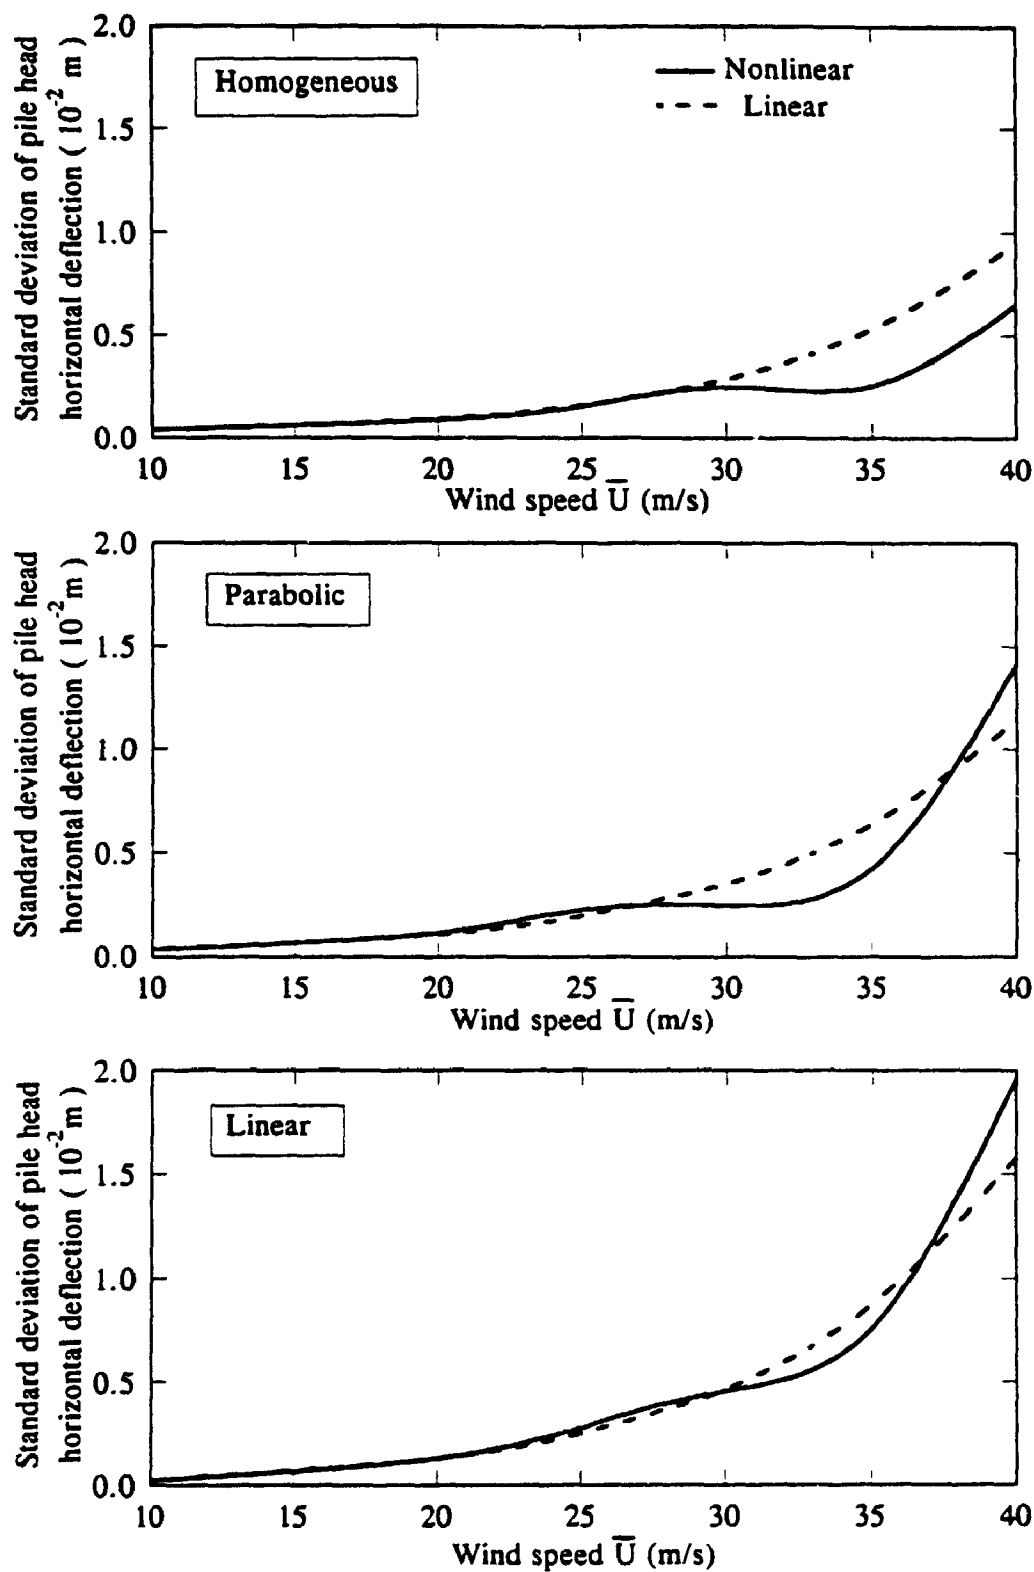 Standard deviation of pile head
horizontal deflection ( 10⁻² m )
2.0
1.5
1.0
0.5
0.0
Homogeneous
Nonlinear
Linear
10 15 20 25 30 35 40
Wind speed U̅ (m/s)
Standard deviation of pile head
horizontal deflection ( 10⁻² m )
2.0
1.5
1.0
0.5
0.0
Parabolic
10 15 20 25 30 35 40
Wind speed U̅ (m/s)
Standard deviation of pile head
horizontal deflection ( 10⁻² m )
2.0
1.5
1.0
0.5
0.0
Linear
10 15 20 25 30 35 40
Wind speed U̅ (m/s)